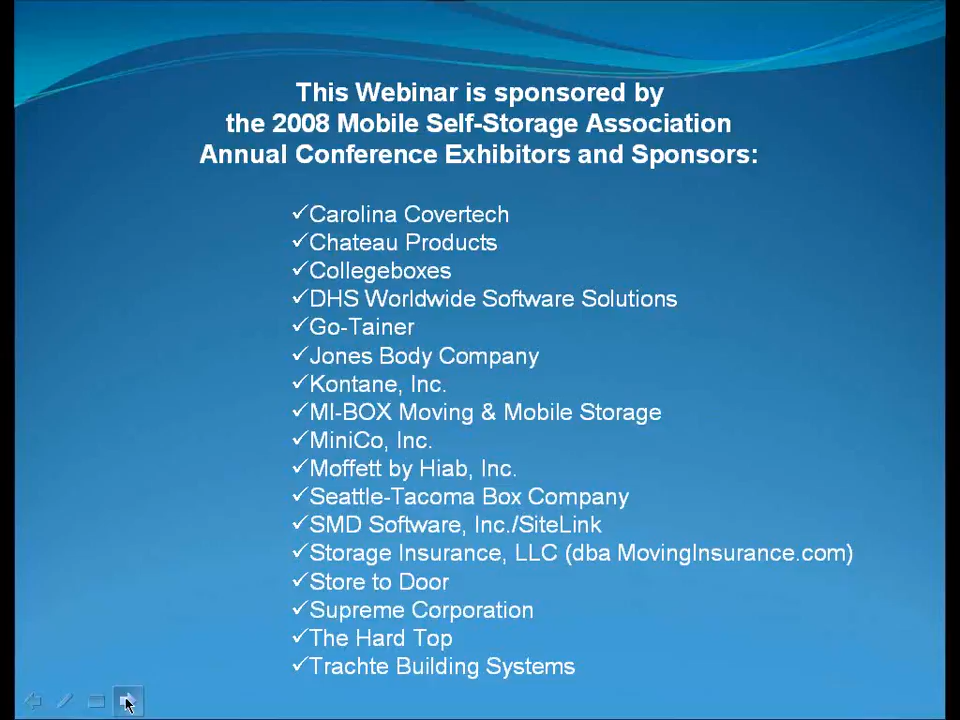 This Webinar is sponsored by
the 2008 Mobile Self-Storage Association
Annual Conference Exhibitors and Sponsors:
✓Carolina Covertech
✓Chateau Products
✓Collegeboxes
✓DHS Worldwide Software Solutions
✓Go-Tainer
✓Jones Body Company
✓Kontane, Inc.
✓MI-BOX Moving & Mobile Storage
✓MiniCo, Inc.
✓Moffett by Hiab, Inc.
✓Seattle-Tacoma Box Company
✓SMD Software, Inc./SiteLink
✓Storage Insurance, LLC (dba MovingInsurance.com)
✓Store to Door
✓Supreme Corporation
✓The Hard Top
✓Trachte Building Systems